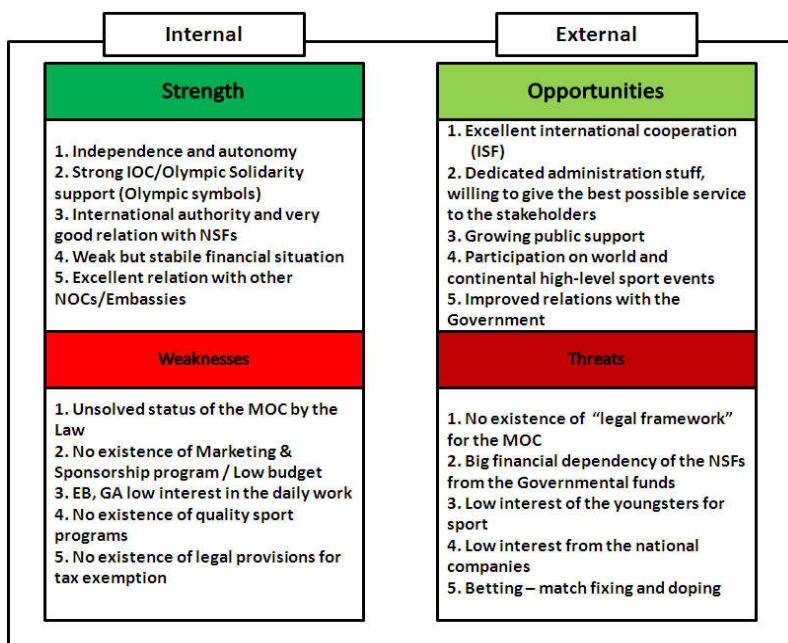 Internal
External
Strength
1. Independence and autonomy
2. Strong IOC/Olympic Solidarity
support (Olympic symbols)
3. International authority and very
good relation with NSFs
4. Weak but stabile financial situation
5. Excellent relation with other
NOCs/Embassies
Opportunities
1. Excellent international cooperation
(ISF)
2. Dedicated administration stuff,
willing to give the best possible service
to the stakeholders
3. Growing public support
4. Participation on world and
continental high-level sport events
5. Improved relations with the
Government
Weaknesses
1. Unsolved status of the MOC by the
Law
2. No existence of Marketing &
Sponsorship program / Low budget
3. EB, GA low interest in the daily work
4. No existence of quality sport
programs
5. No existence of legal provisions for
tax exemption
Threats
1. No existence of “legal framework”
for the MOC
2. Big financial dependency of the NSFs
from the Governmental funds
3. Low interest of the youngsters for
sport
4. Low interest from the national
companies
5. Betting – match fixing and doping